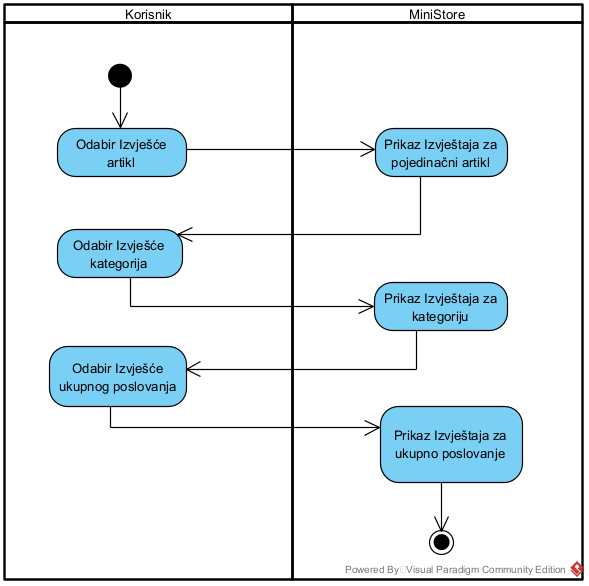 Korisnik
MiniStore
Odabir Izvješće
artikl
Prikaz Izvještaja za
pojedinačni artikl
Odabir Izvješće
kategorija
Prikaz Izvještaja za
kategoriju
Odabir Izvješće
ukupnog poslovanja
Prikaz Izvještaja za
ukupno poslovanje
Powered By Visual Paradigm Community Edition